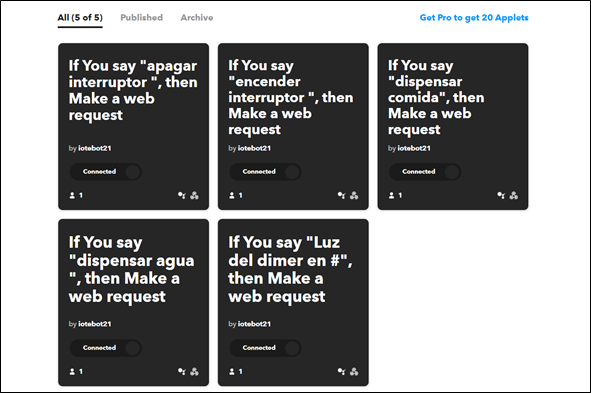 All (5 of 5) Published Archive Get Pro to get 20 Applets
If You say "apagar
interruptor ", then
Make a web
request
by iotebot21
Connected
1
If You say
"encender
interruptor ", then
Make a web
request
by iotebot21
Connected
1
If You say
"dispensar
comida", then
Make a web
request
by iotebot21
Connected
1
If You say
"dispensar agua
", then Make a
web request
by iotebot21
Connected
1
If You say "Luz
del dimer en #",
then Make a
web request
by iotebot21
Connected
1